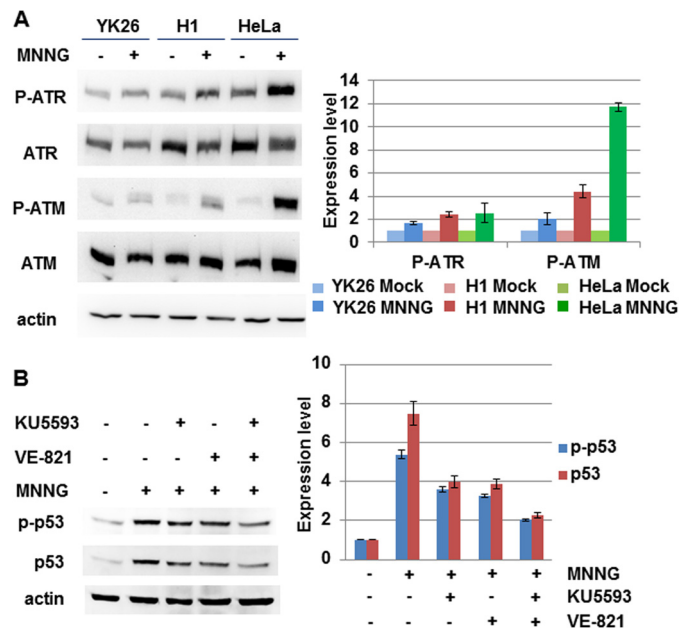 A
YK26 H1 HeLa
MNNG - + - + - +
P-ATR
ATR
P-ATM
ATM
actin
Expression level
14
12
10
8
6
4
2
0
P-ATR P-ATM
YK26 Mock H1 Mock HeLa Mock
YK26 MNNG H1 MNNG HeLa MNNG
B
KU5593 - - + - +
VE-821 - - - + +
MNNG - + + + +
p-p53
p53
actin
Expression level
10
8
6
4
2
0
p-p53
p53
- + + + + MNNG
- - + - + KU5593
- - - + + VE-821